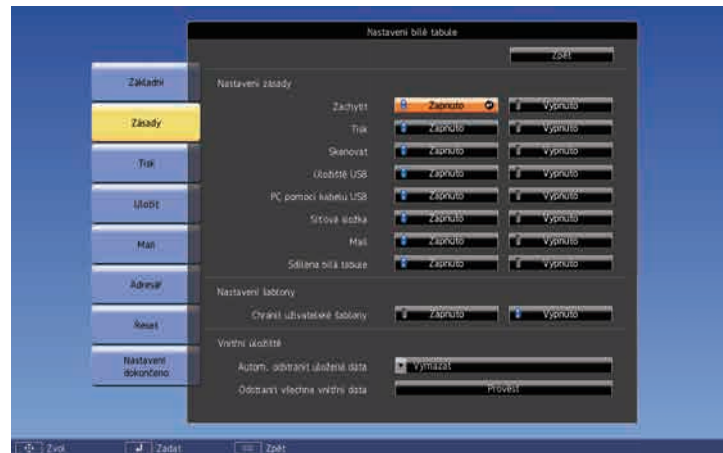 Nastavení bílé tabule
Zpět
Základní
Zásady
Tisk
Uložit
Mail
Adresář
Reset
Nastavení
dokončeno
Nastavení zásady
Zachytit Zapnuto Vypnuto
Tisk Zapnuto Vypnuto
Skenovat Zapnuto Vypnuto
Úložiště USB Zapnuto Vypnuto
PC pomocí kabelu USB Zapnuto Vypnuto
Síťová složka Zapnuto Vypnuto
Mail Zapnuto Vypnuto
Sdílená bílá tabule Zapnuto Vypnuto
Nastavení šablony
Chránit uživatelské šablony Zapnuto Vypnuto
Vnitřní úložiště
Autom. odstranit uložená data Vymazat
Odstranit všechna vnitřní data Provést
Zvol Zadat Zpět